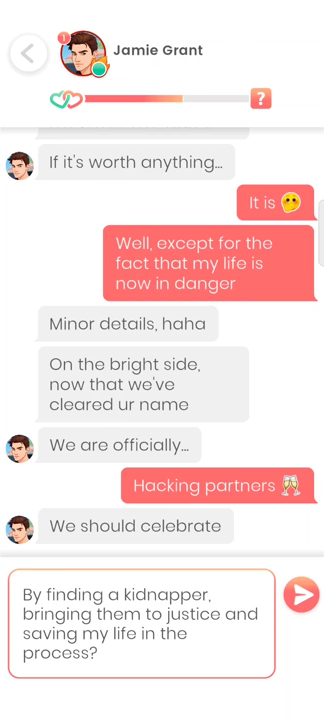 1
Jamie Grant
?
If it's worth anything...
It is 🫢
Well, except for the
fact that my life is
now in danger
Minor details, haha
On the bright side,
now that we've
cleared ur name
We are officially...
Hacking partners 🥂
We should celebrate
By finding a kidnapper,
bringing them to justice and
saving my life in the
process?